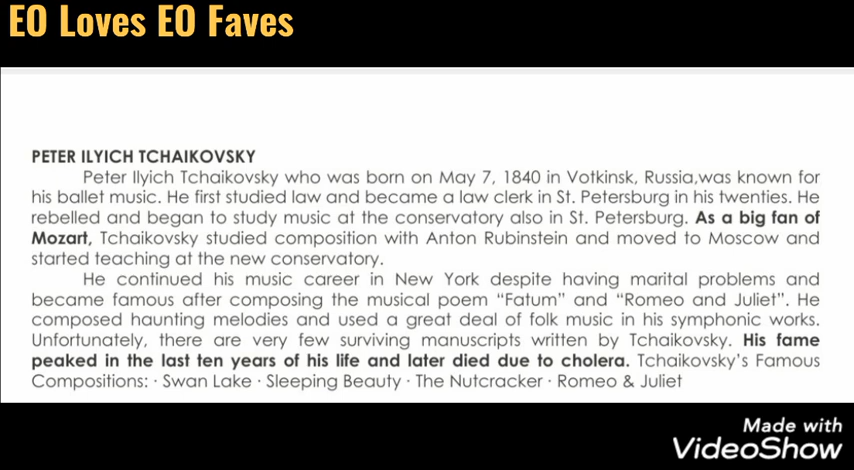 EO Loves EO Faves
PETER ILYICH TCHAIKOVSKY
Peter Ilyich Tchaikovsky who was born on May 7, 1840 in Votkinsk, Russia,was known for
his ballet music. He first studied law and became a law clerk in St. Petersburg in his twenties. He
rebelled and began to study music at the conservatory also in St. Petersburg. As a big fan of
Mozart, Tchaikovsky studied composition with Anton Rubinstein and moved to Moscow and
started teaching at the new conservatory.
He continued his music career in New York despite having marital problems and
became famous after composing the musical poem “Fatum” and “Romeo and Juliet”. He
composed haunting melodies and used a great deal of folk music in his symphonic works.
Unfortunately, there are very few surviving manuscripts written by Tchaikovsky. His fame
peaked in the last ten years of his life and later died due to cholera. Tchaikovsky’s Famous
Compositions: · Swan Lake · Sleeping Beauty · The Nutcracker · Romeo & Juliet
Made with
VideoShow